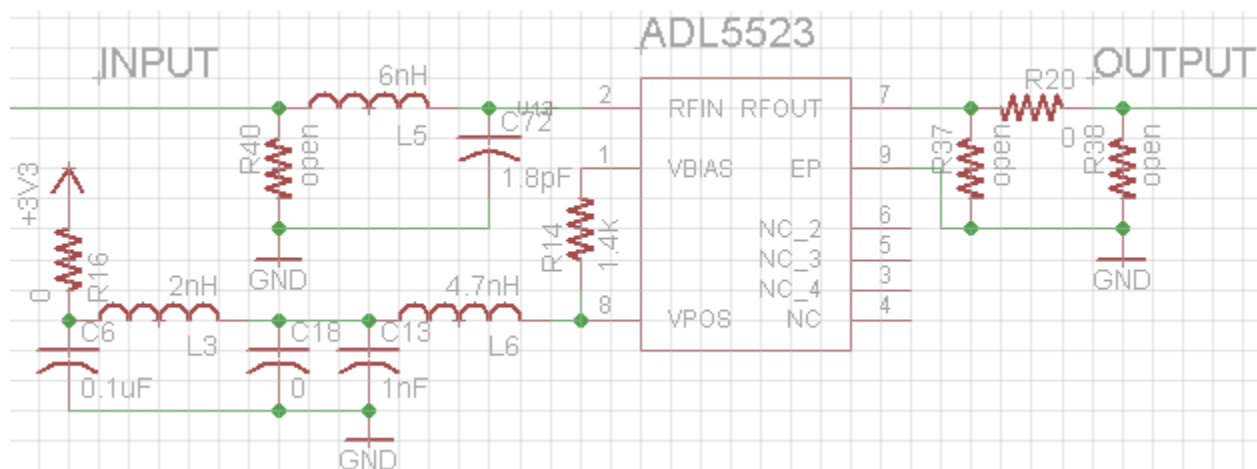 ADL5523
INPUT
OUTPUT
6nH
L5
R40
open
C72
1.8pF
2
RFIN
RFOUT
7
1
VBIAS
EP
9
NC_2
6
NC_3
5
NC_4
3
NC
4
8
VPOS
R37
open
R20
0
R38
open
GND
+3V3
R16
0
R14
1.4K
GND
2nH
L3
4.7nH
L6
C6
0.1uF
C18
0
C13
1nF
GND